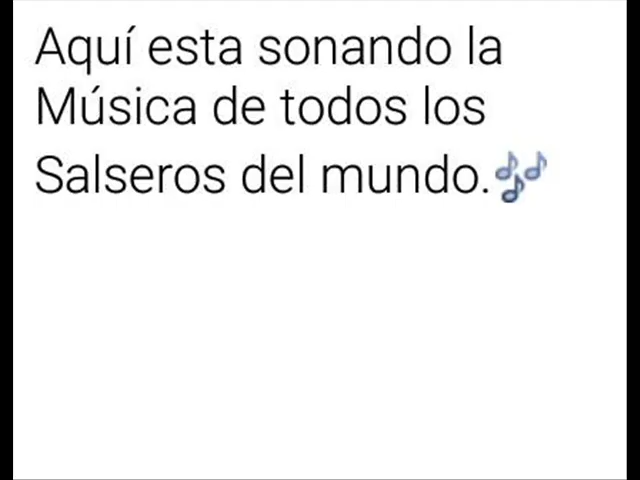 Aquí esta sonando la
Música de todos los
Salseros del mundo.🎶